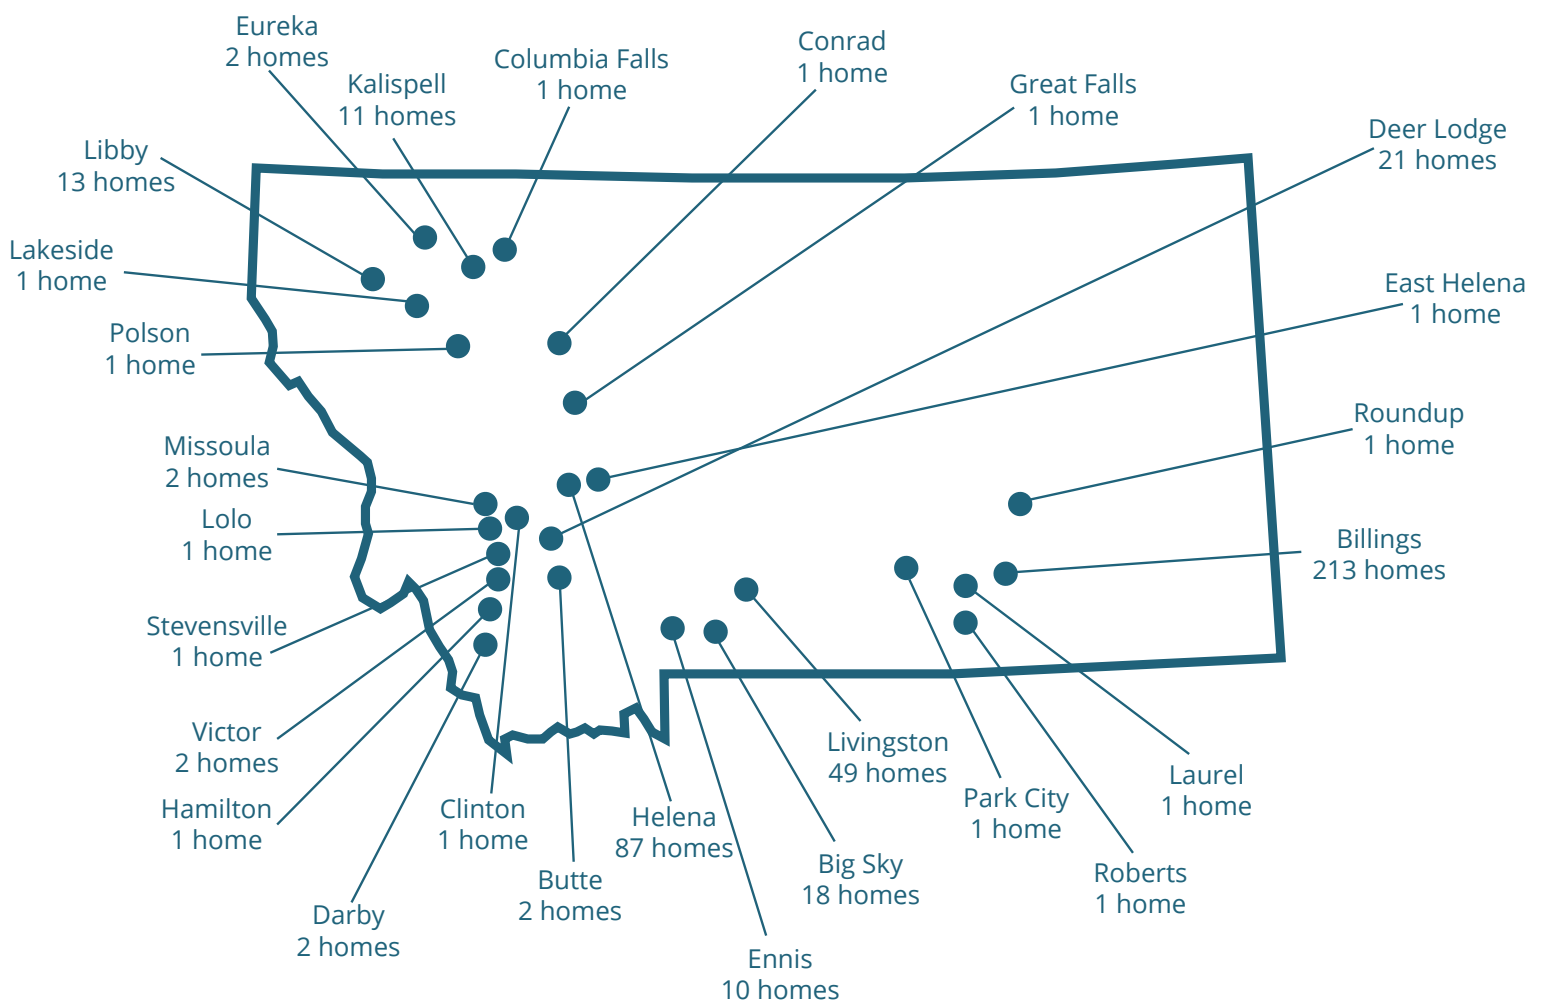 Eureka
2 homes
Kalispell
11 homes
Columbia Falls
1 home
Conrad
1 home
Great Falls
1 home
Deer Lodge
21 homes
Libby
13 homes
Lakeside
1 home
East Helena
1 home
Polson
1 home
Roundup
1 home
Missoula
2 homes
Lolo
1 home
Billings
213 homes
Stevensville
1 home
Victor
2 homes
Hamilton
1 home
Darby
2 homes
Clinton
1 home
Butte
2 homes
Helena
87 homes
Ennis
10 homes
Big Sky
18 homes
Livingston
49 homes
Park City
1 home
Laurel
1 home
Roberts
1 home